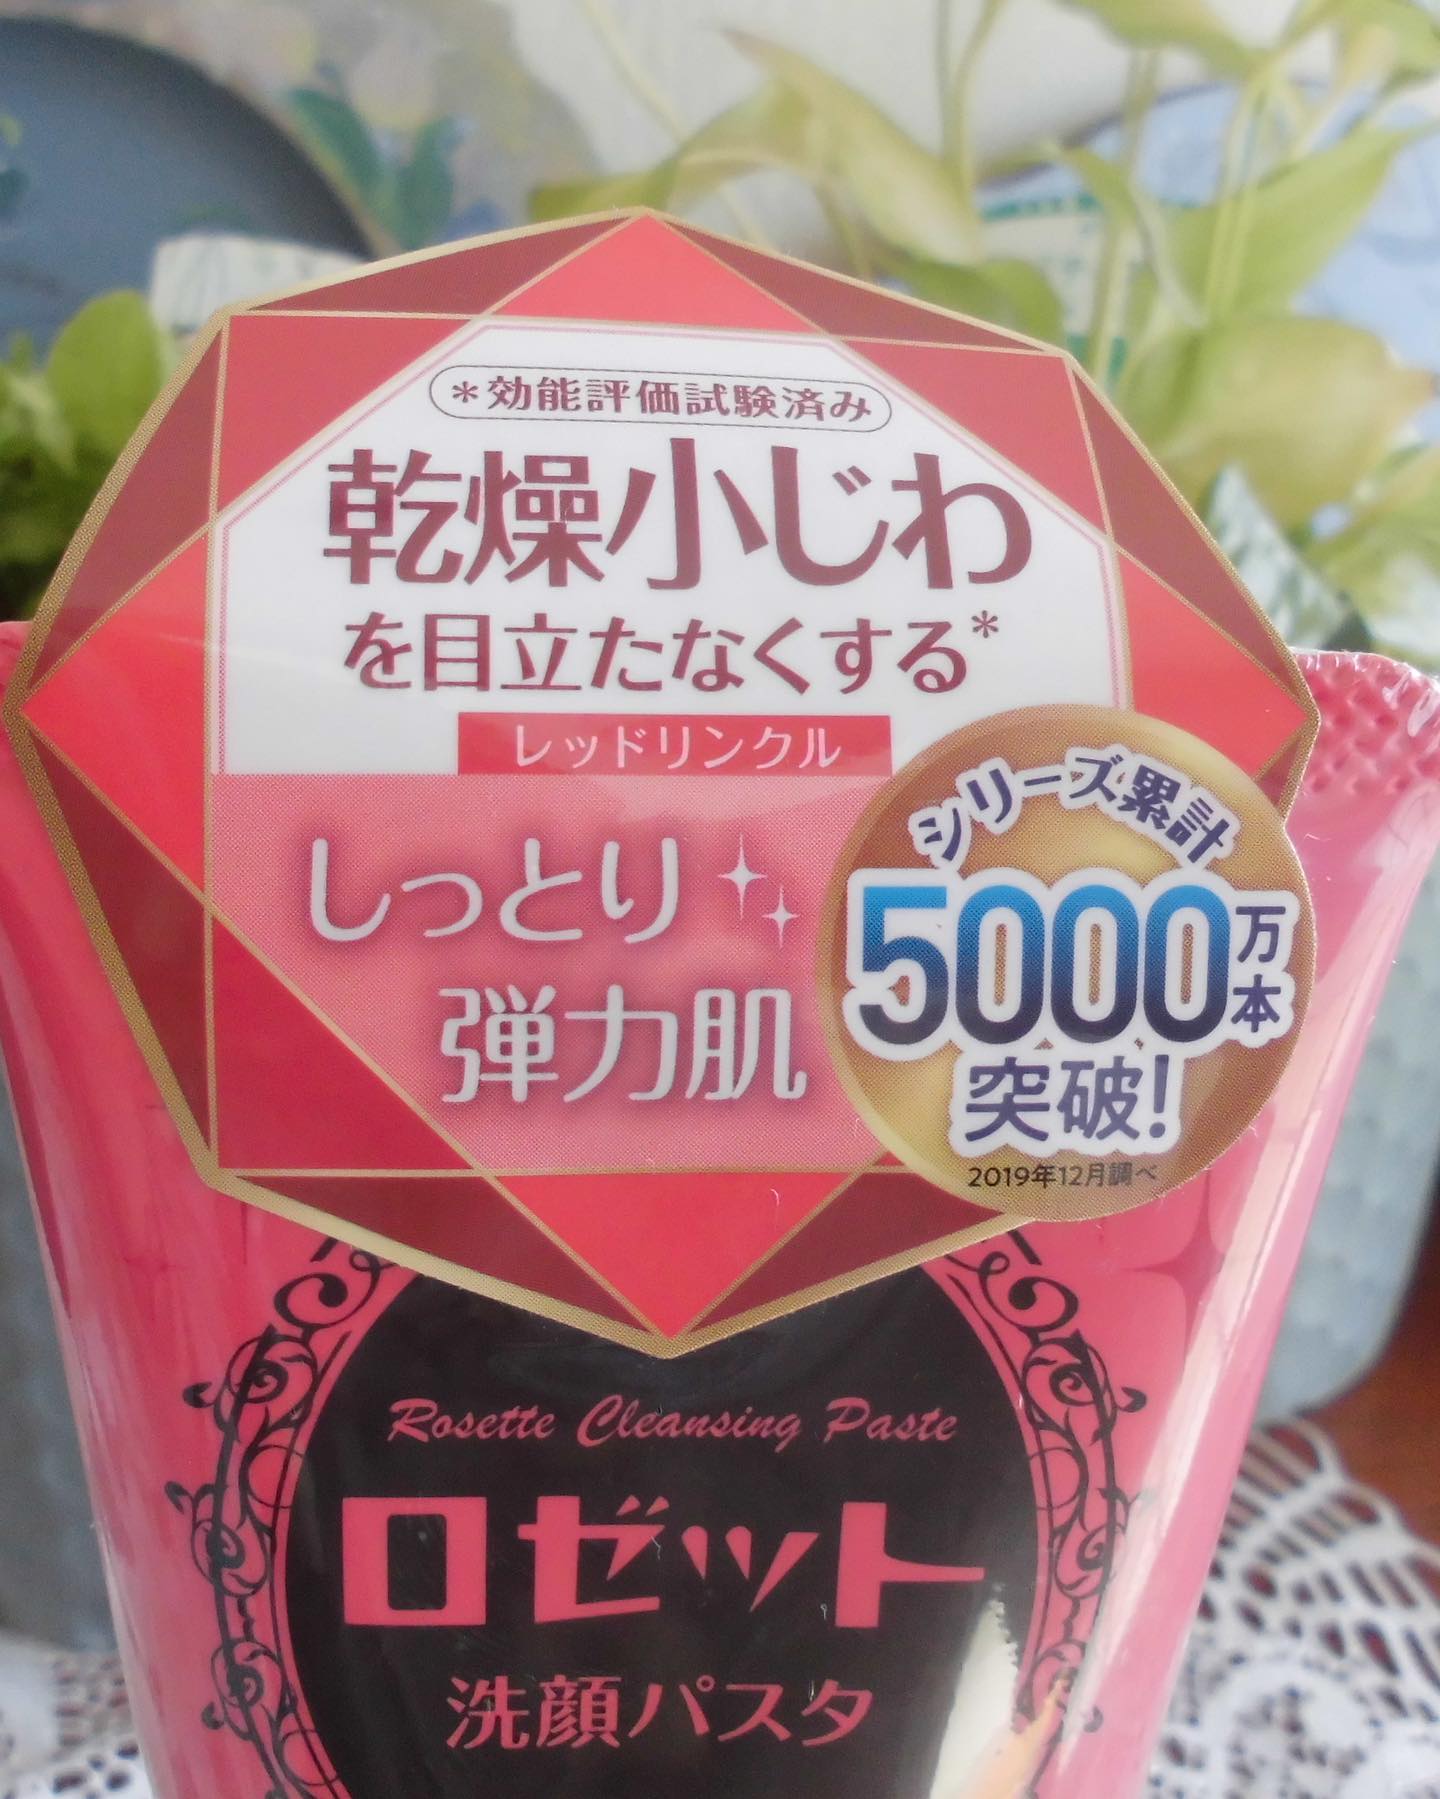 *効能評価試験済み
乾燥小じわ
を目立たなくする*
レッドリンクル
しっとり
弾力肌
シリーズ累計
5000万本
突破!
2019年12月調べ
Rosette Cleansing Paste
ロゼット
洗顔パスタ